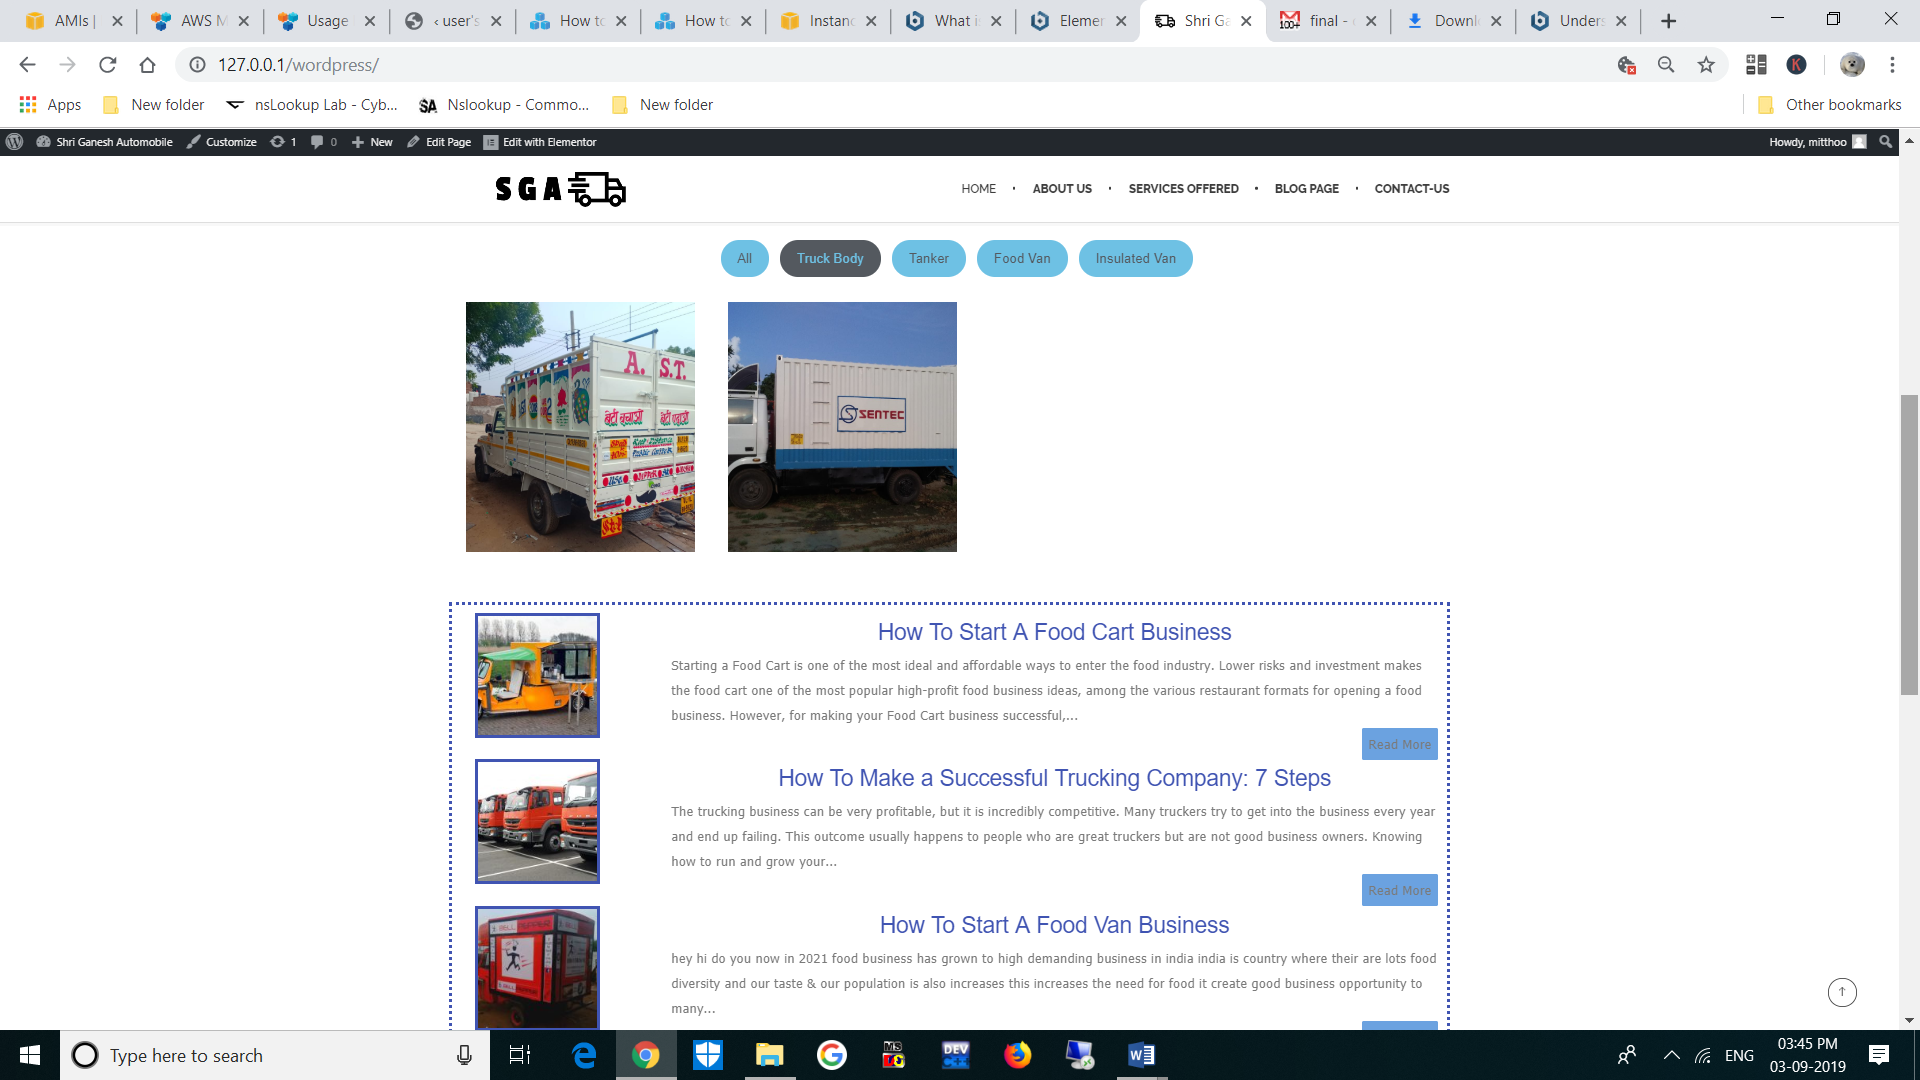 AMIs |
AWS M
Usage
‹ user's
How to
How to
Instanc
What i
Elemen
Shri Ga
final -
Downl
Unders
127.0.0.1/wordpress/
Apps
New folder
nsLookup Lab - Cyb...
SA Nslookup - Commo...
New folder
Other bookmarks
Shri Ganesh Automobile
Customize
1
0
New
Edit Page
Edit with Elementor
Howdy, mitthoo
SGA
HOME
ABOUT US
SERVICES OFFERED
BLOG PAGE
CONTACT-US
All
Truck Body
Tanker
Food Van
Insulated Van
A. S.T.
SENTEC
How To Start A Food Cart Business
Starting a Food Cart is one of the most ideal and affordable ways to enter the food industry. Lower risks and investment makes
the food cart one of the most popular high-profit food business ideas, among the various restaurant formats for opening a food
business. However, for making your Food Cart business successful,...
Read More
How To Make a Successful Trucking Company: 7 Steps
The trucking business can be very profitable, but it is incredibly competitive. Many truckers try to get into the business every year
and end up failing. This outcome usually happens to people who are great truckers but are not good business owners. Knowing
how to run and grow your...
Read More
How To Start A Food Van Business
hey hi do you now in 2021 food business has grown to high demanding business in india india is country where their are lots food
diversity and our taste & our population is also increases this increases the need for food it create good business opportunity to
many...
Type here to search
ENG
03:45 PM
03-09-2019